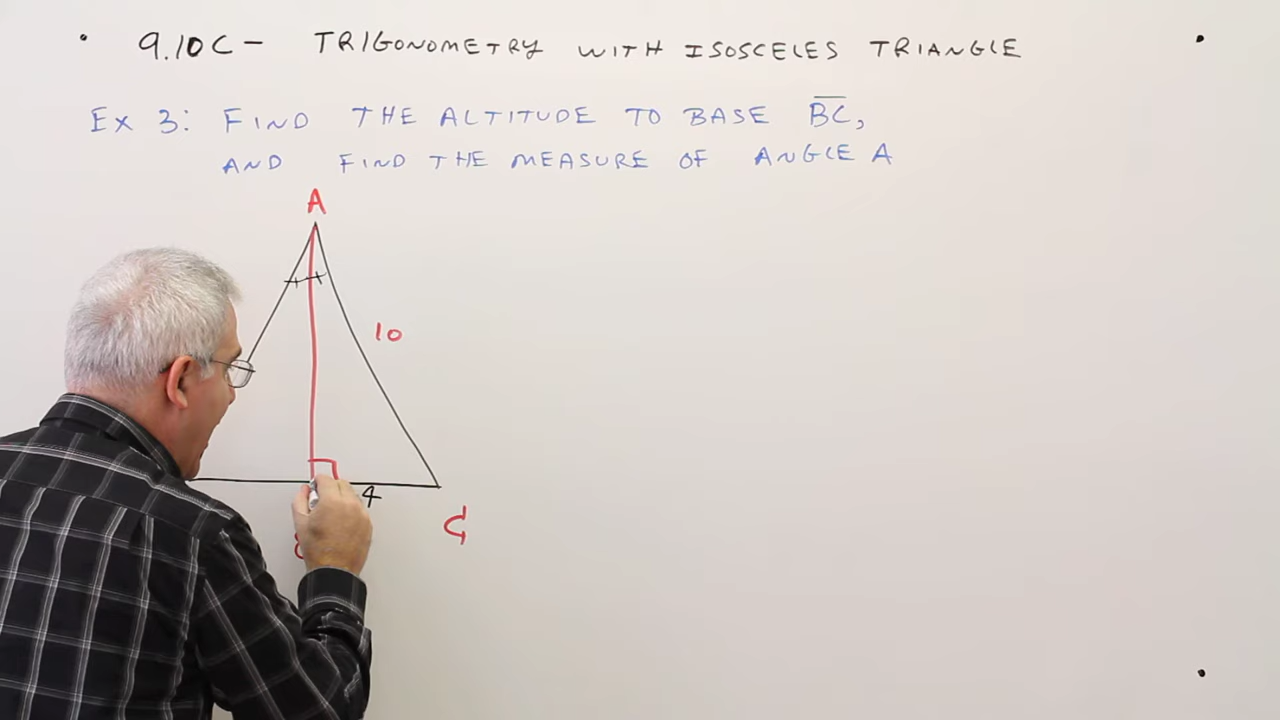 9.10C - TRIGONOMETRY WITH ISOSCELES TRIANGLE
Ex 3: FIND THE ALTITUDE TO BASE BC,
AND FIND THE MEASURE OF ANGLE A
A
10
4
C